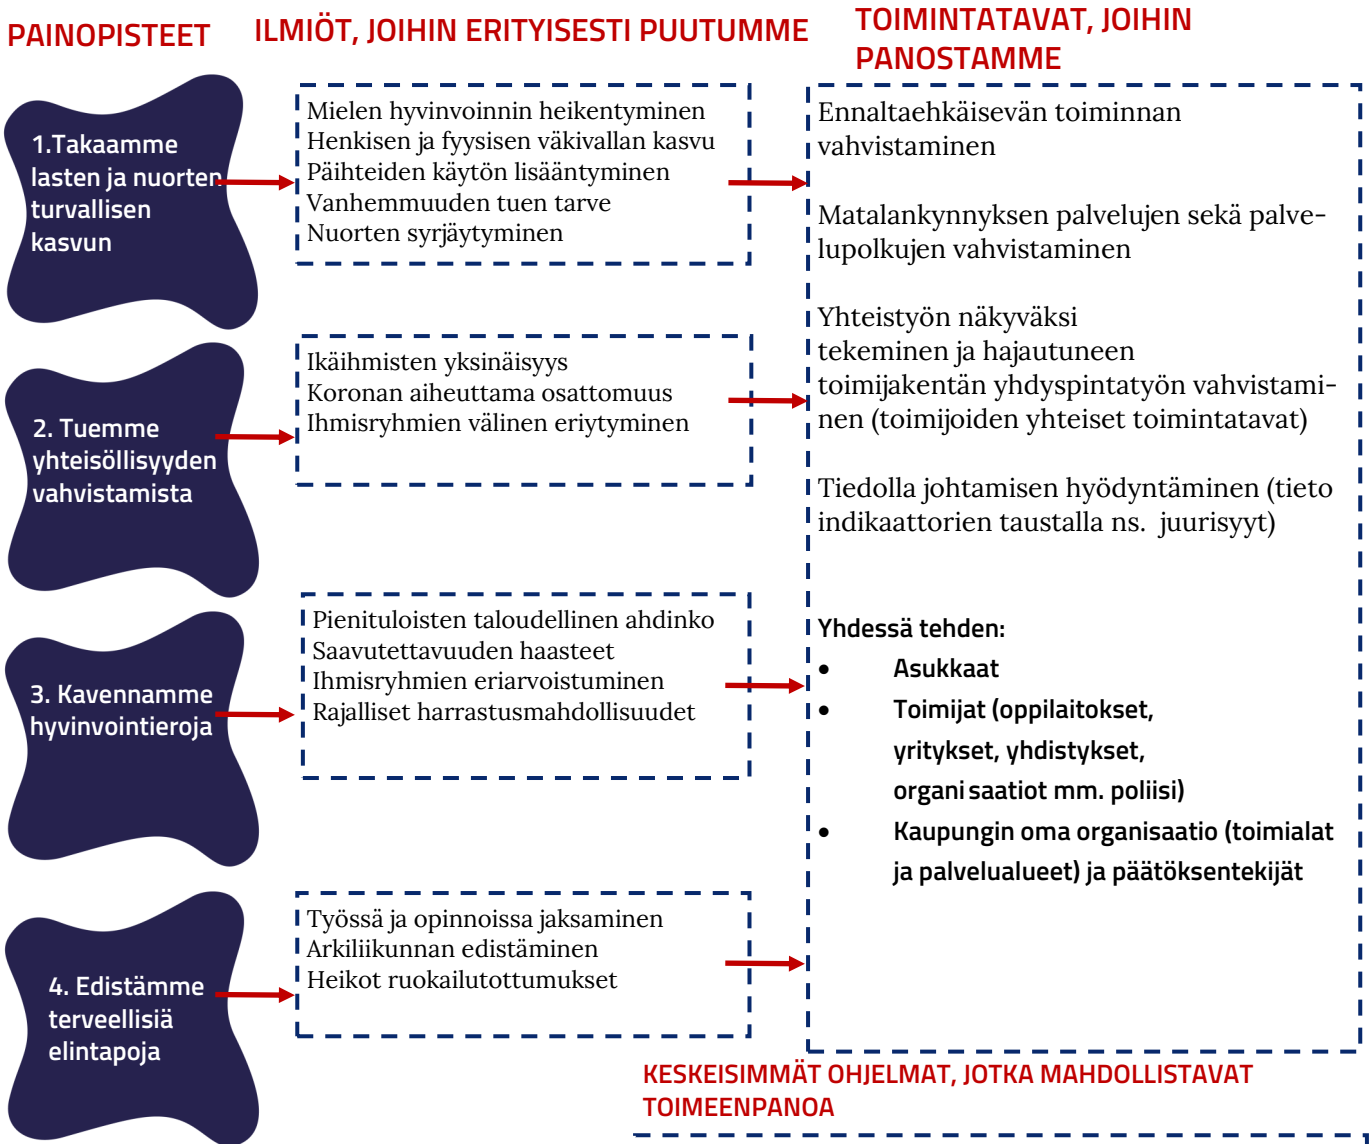 PAINOPISTEET
ILMIÖT, JOIHIN ERITYISESTI PUUTUMME
TOIMINTATAVAT, JOIHIN
PANOSTAMME
1.Takaamme
lasten ja nuorten
turvallisen
kasvun
Mielen hyvinvoinnin heikentyminen
Henkisen ja fyysisen väkivallan kasvu
Päihteiden käytön lisääntyminen
Vanhemmuuden tuen tarve
Nuorten syrjäytyminen
2. Tuemme
yhteisöllisyyden
vahvistamista
Ikäihmisten yksinäisyys
Koronan aiheuttama osattomuus
Ihmisryhmien välinen eriytyminen
3. Kavennamme
hyvinvointieroja
Pienituloisten taloudellinen ahdinko
Saavutettavuuden haasteet
Ihmisryhmien eriarvoistuminen
Rajalliset harrastusmahdollisuudet
4. Edistämme
terveellisiä
elintapoja
Työssä ja opinnoissa jaksaminen
Arkiliikunnan edistäminen
Heikot ruokailutottumukset
Ennaltaehkäisevän toiminnan
vahvistaminen
Matalankynnyksen palvelujen sekä palve-
lupolkujen vahvistaminen
Yhteistyön näkyväksi
tekeminen ja hajautuneen
toimijakentän yhdyspintatyön vahvistami-
nen (toimijoiden yhteiset toimintatavat)
Tiedolla johtamisen hyödyntäminen (tieto
indikaattorien taustalla ns. juurisyyt)
Yhdessä tehden:
• Asukkaat
• Toimijat (oppilaitokset,
yritykset, yhdistykset,
organisaatiot mm. poliisi)
• Kaupungin oma organisaatio (toimialat
ja palvelualueet) ja päätöksentekijät
KESKEISIMMÄT OHJELMAT, JOTKA MAHDOLLISTAVAT
TOIMEENPANOA